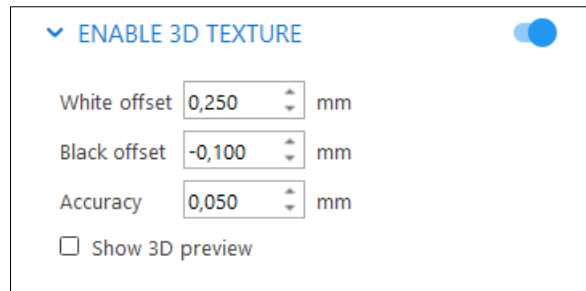 ENABLE 3D TEXTURE
White offset 0,250 mm
Black offset -0,100 mm
Accuracy 0,050 mm
Show 3D preview